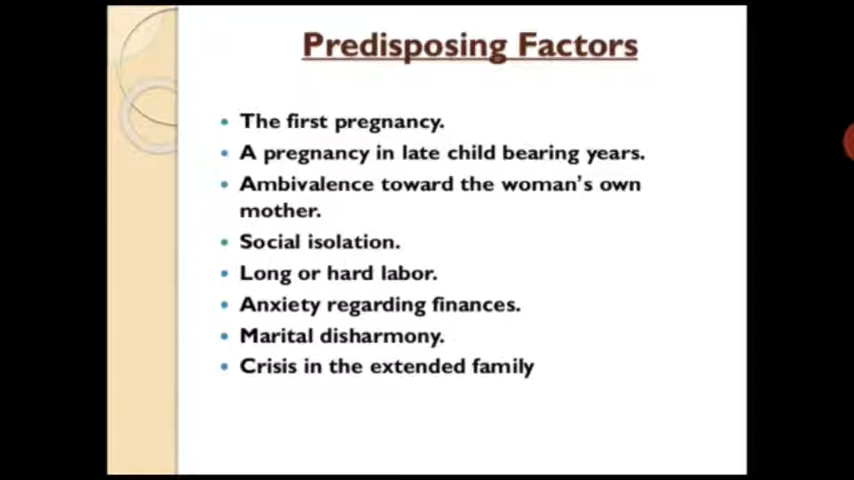 Predisposing Factors
• The first pregnancy.
• A pregnancy in late child bearing years.
• Ambivalence toward the woman's own
mother.
• Social isolation.
• Long or hard labor.
• Anxiety regarding finances.
• Marital disharmony.
• Crisis in the extended family